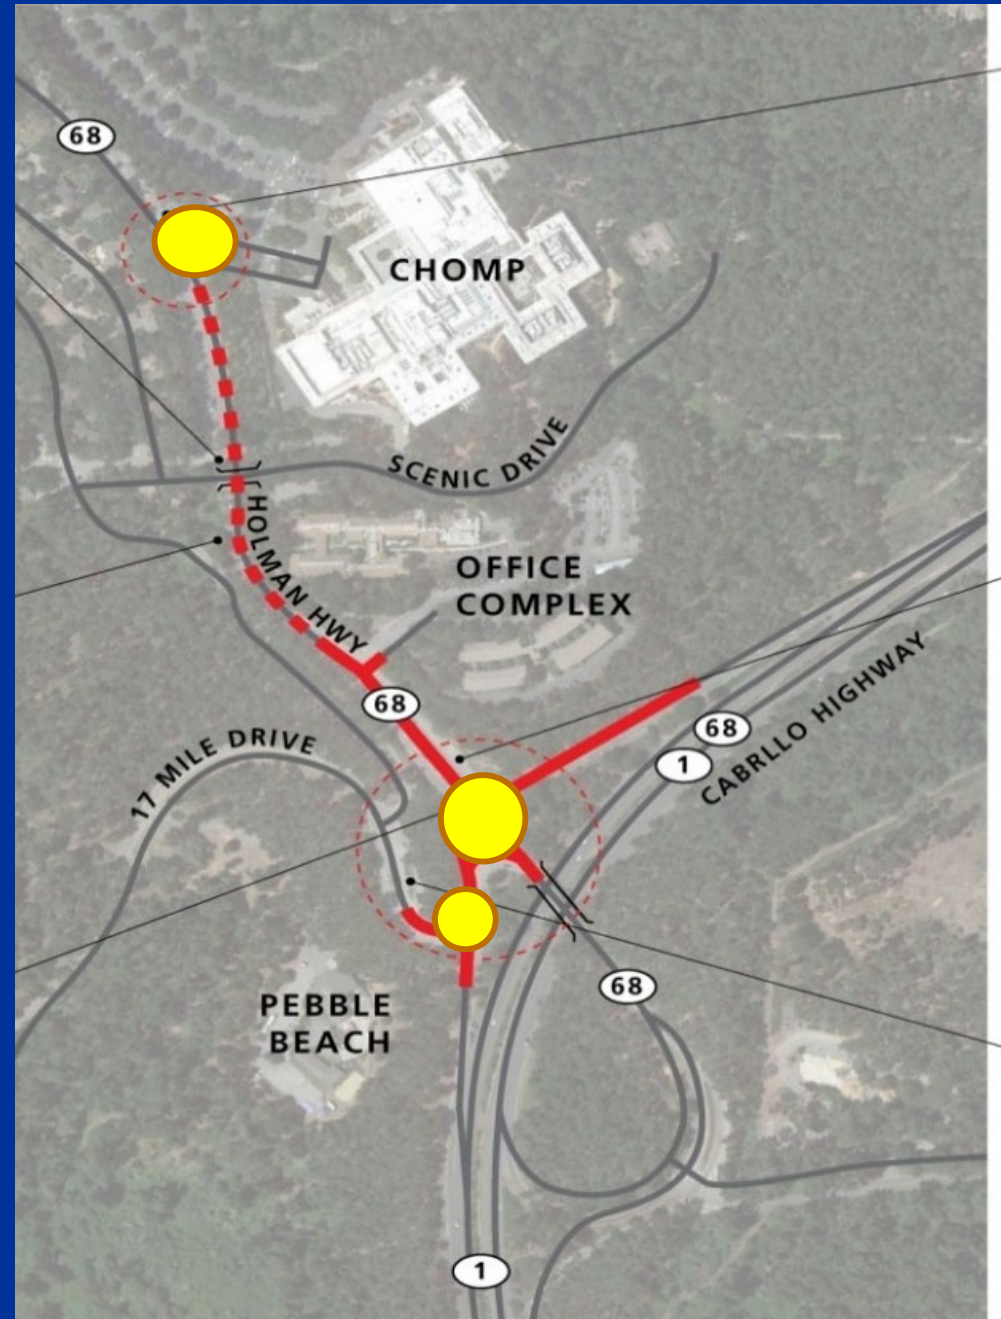 68
CHOMP
SCENIC DRIVE
HOLMAN HWY
OFFICE
COMPLEX
68
17 MILE DRIVE
68
1
CABRLLO HIGHWAY
68
PEBBLE
BEACH
1